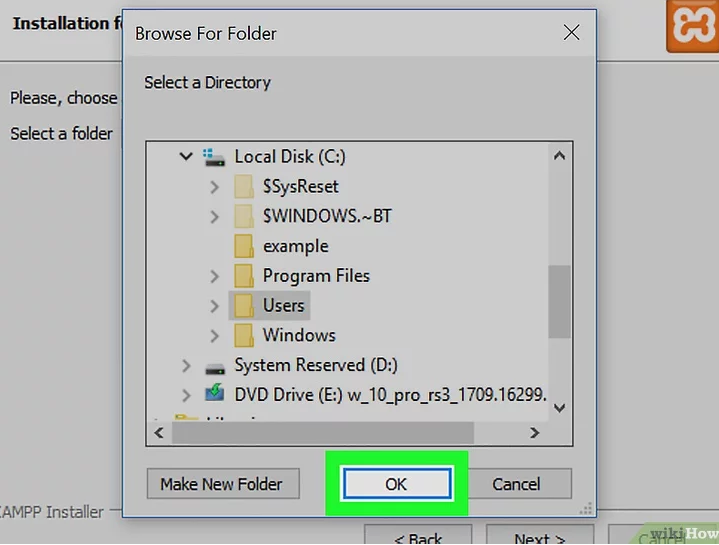 Installation f
Browse For Folder
Select a Directory
Please, choose
Select a folder
Local Disk (C:)
$SysReset
$WINDOWS.~BT
example
Program Files
Users
Windows
System Reserved (D:)
DVD Drive (E:) w_10_pro_rs3_1709.16299.
Make New Folder
OK
Cancel
XAMPP Installer
< Back
Next >
Cancel
wikiHow